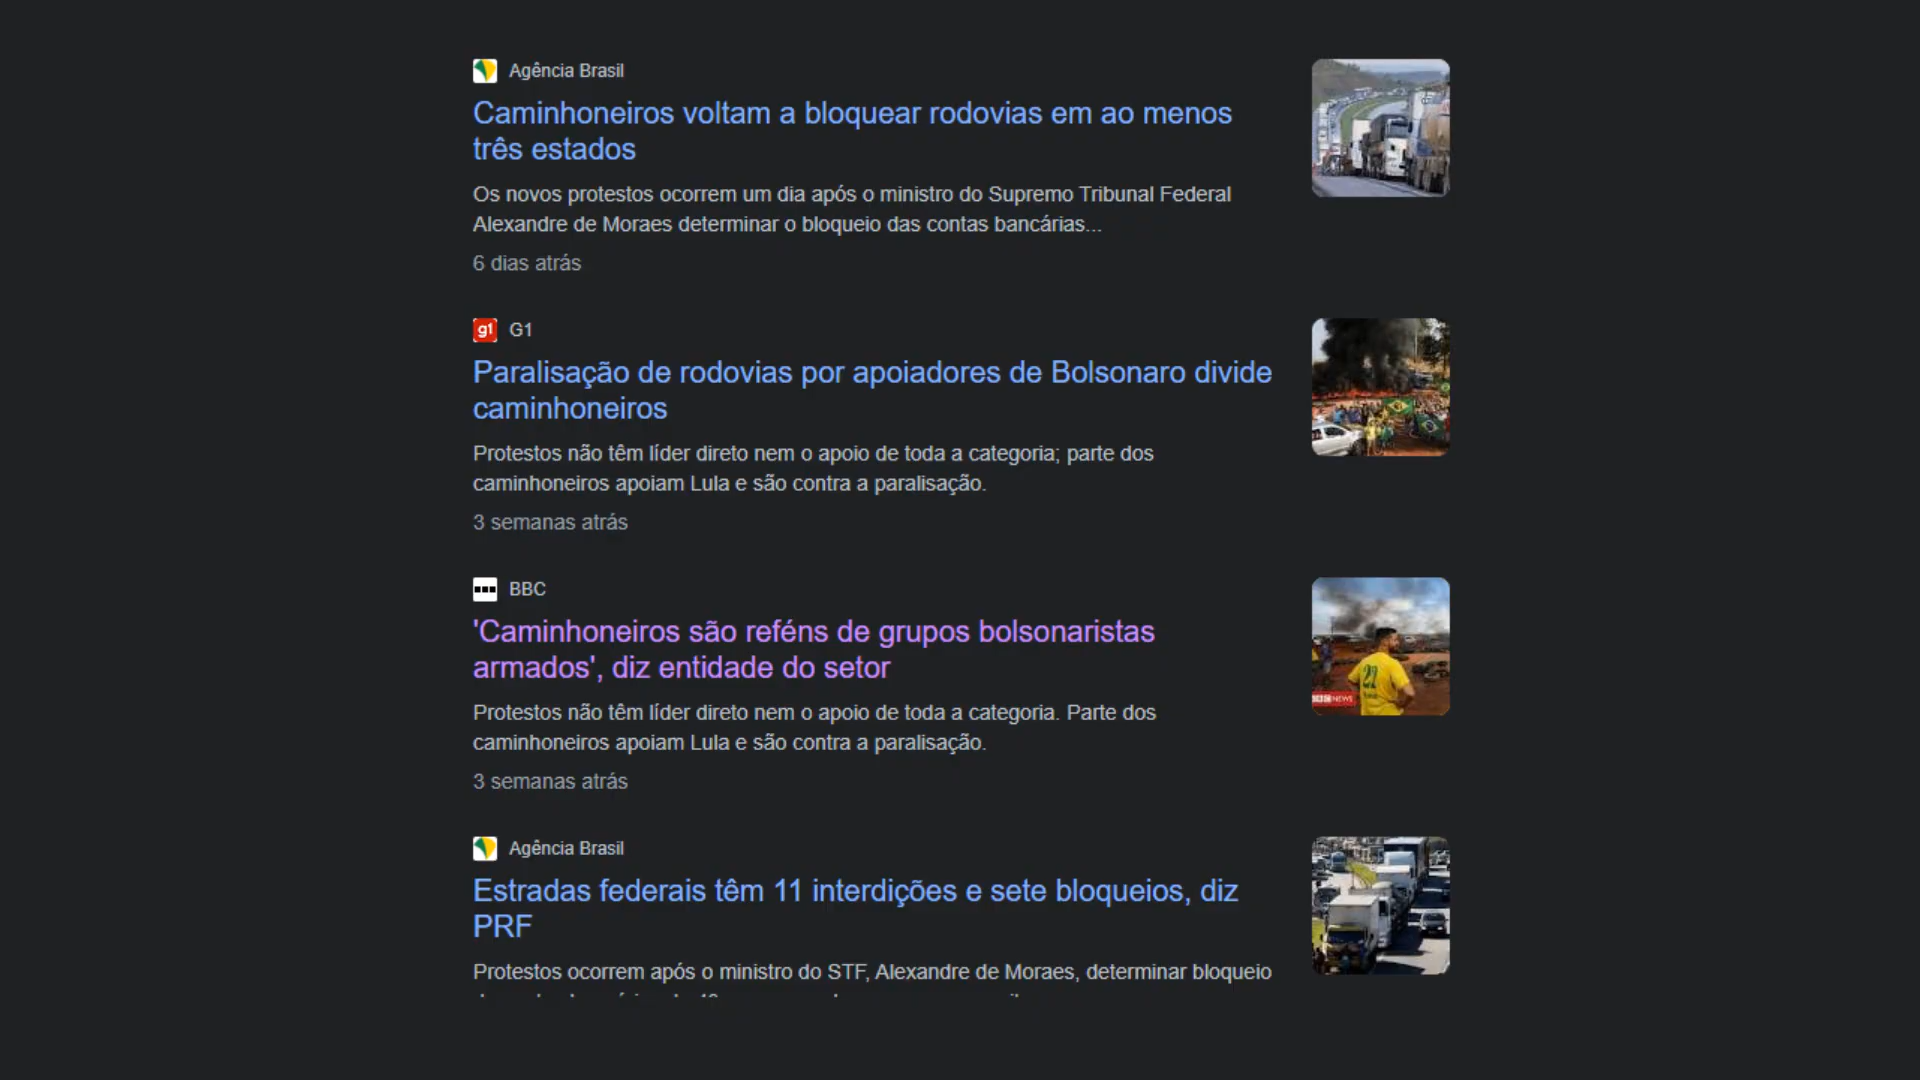 Agência Brasil
Caminhoneiros voltam a bloquear rodovias em ao menos
três estados
Os novos protestos ocorrem um dia após o ministro do Supremo Tribunal Federal
Alexandre de Moraes determinar o bloqueio das contas bancárias...
6 dias atrás
g1 G1
Paralisação de rodovias por apoiadores de Bolsonaro divide
caminhoneiros
Protestos não têm líder direto nem o apoio de toda a categoria; parte dos
caminhoneiros apoiam Lula e são contra a paralisação.
3 semanas atrás
BBC
'Caminhoneiros são reféns de grupos bolsonaristas
armados', diz entidade do setor
Protestos não têm líder direto nem o apoio de toda a categoria. Parte dos
caminhoneiros apoiam Lula e são contra a paralisação.
3 semanas atrás
21
BBC NEWS
Agência Brasil
Estradas federais têm 11 interdições e sete bloqueios, diz
PRF
Protestos ocorrem após o ministro do STF, Alexandre de Moraes, determinar bloqueio